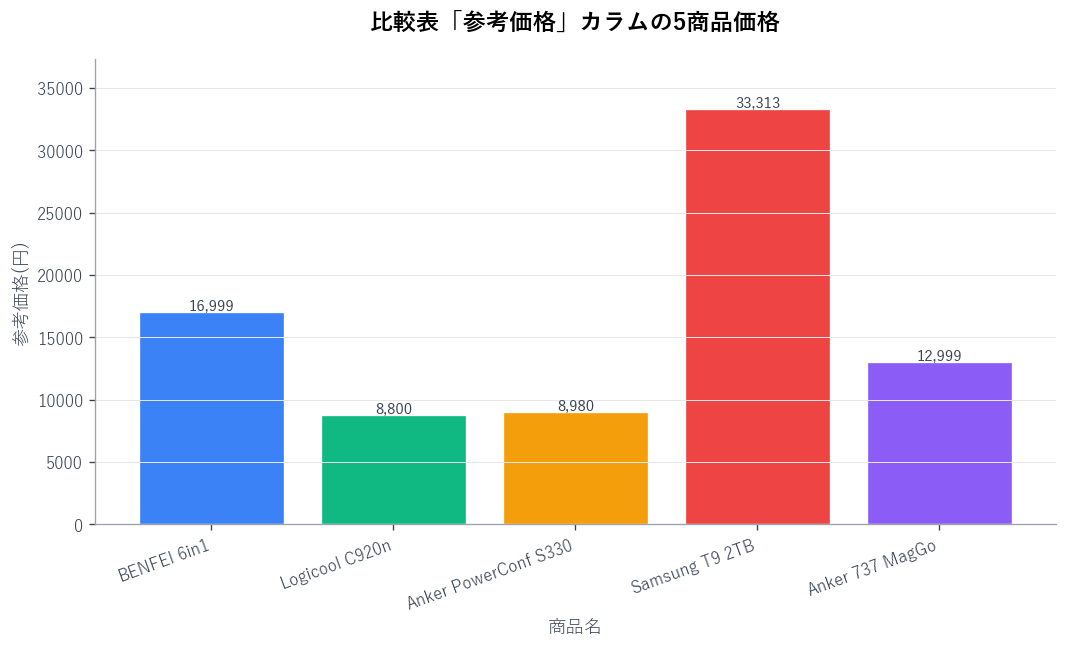 比較表「参考価格」カラムの5商品価格
参考価格(円)
35000
30000
25000
20000
15000
10000
5000
0
16,999
8,800
8,980
33,313
12,999
BENFEI 6in1
Logicool C920n
Anker PowerConf S330
Samsung T9 2TB
Anker 737 MagGo
商品名